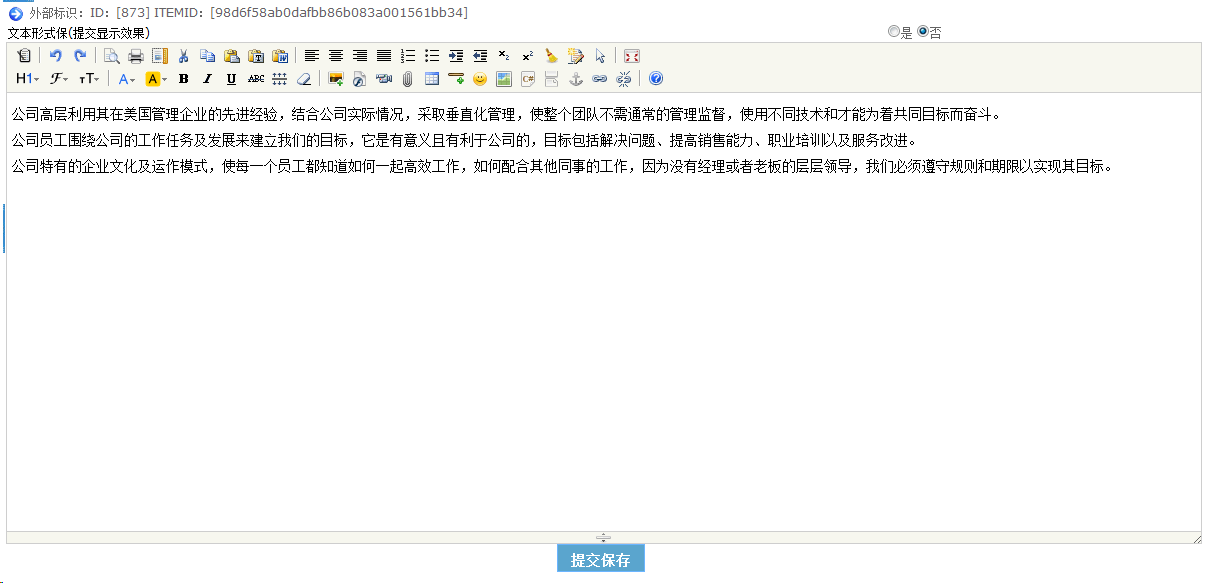 外部标识：ID：[873] ITEMID：[98d6f58ab0dafbb86b083a001561bb34]
文本形式保(提交显示效果) 是 否
H1 F тT A A B I U ABC
公司高层利用其在美国管理企业的先进经验，结合公司实际情况，采取垂直化管理，使整个团队不需通常的管理监督，使用不同技术和才能为着共同目标而奋斗。
公司员工围绕公司的工作任务及发展来建立我们的目标，它是有意义且有利于公司的，目标包括解决问题、提高销售能力、职业培训以及服务改进。
公司特有的企业文化及运作模式，使每一个员工都知道如何一起高效工作，如何配合其他同事的工作，因为没有经理或者老板的层层领导，我们必须遵守规则和期限以实现其目标。
提交保存